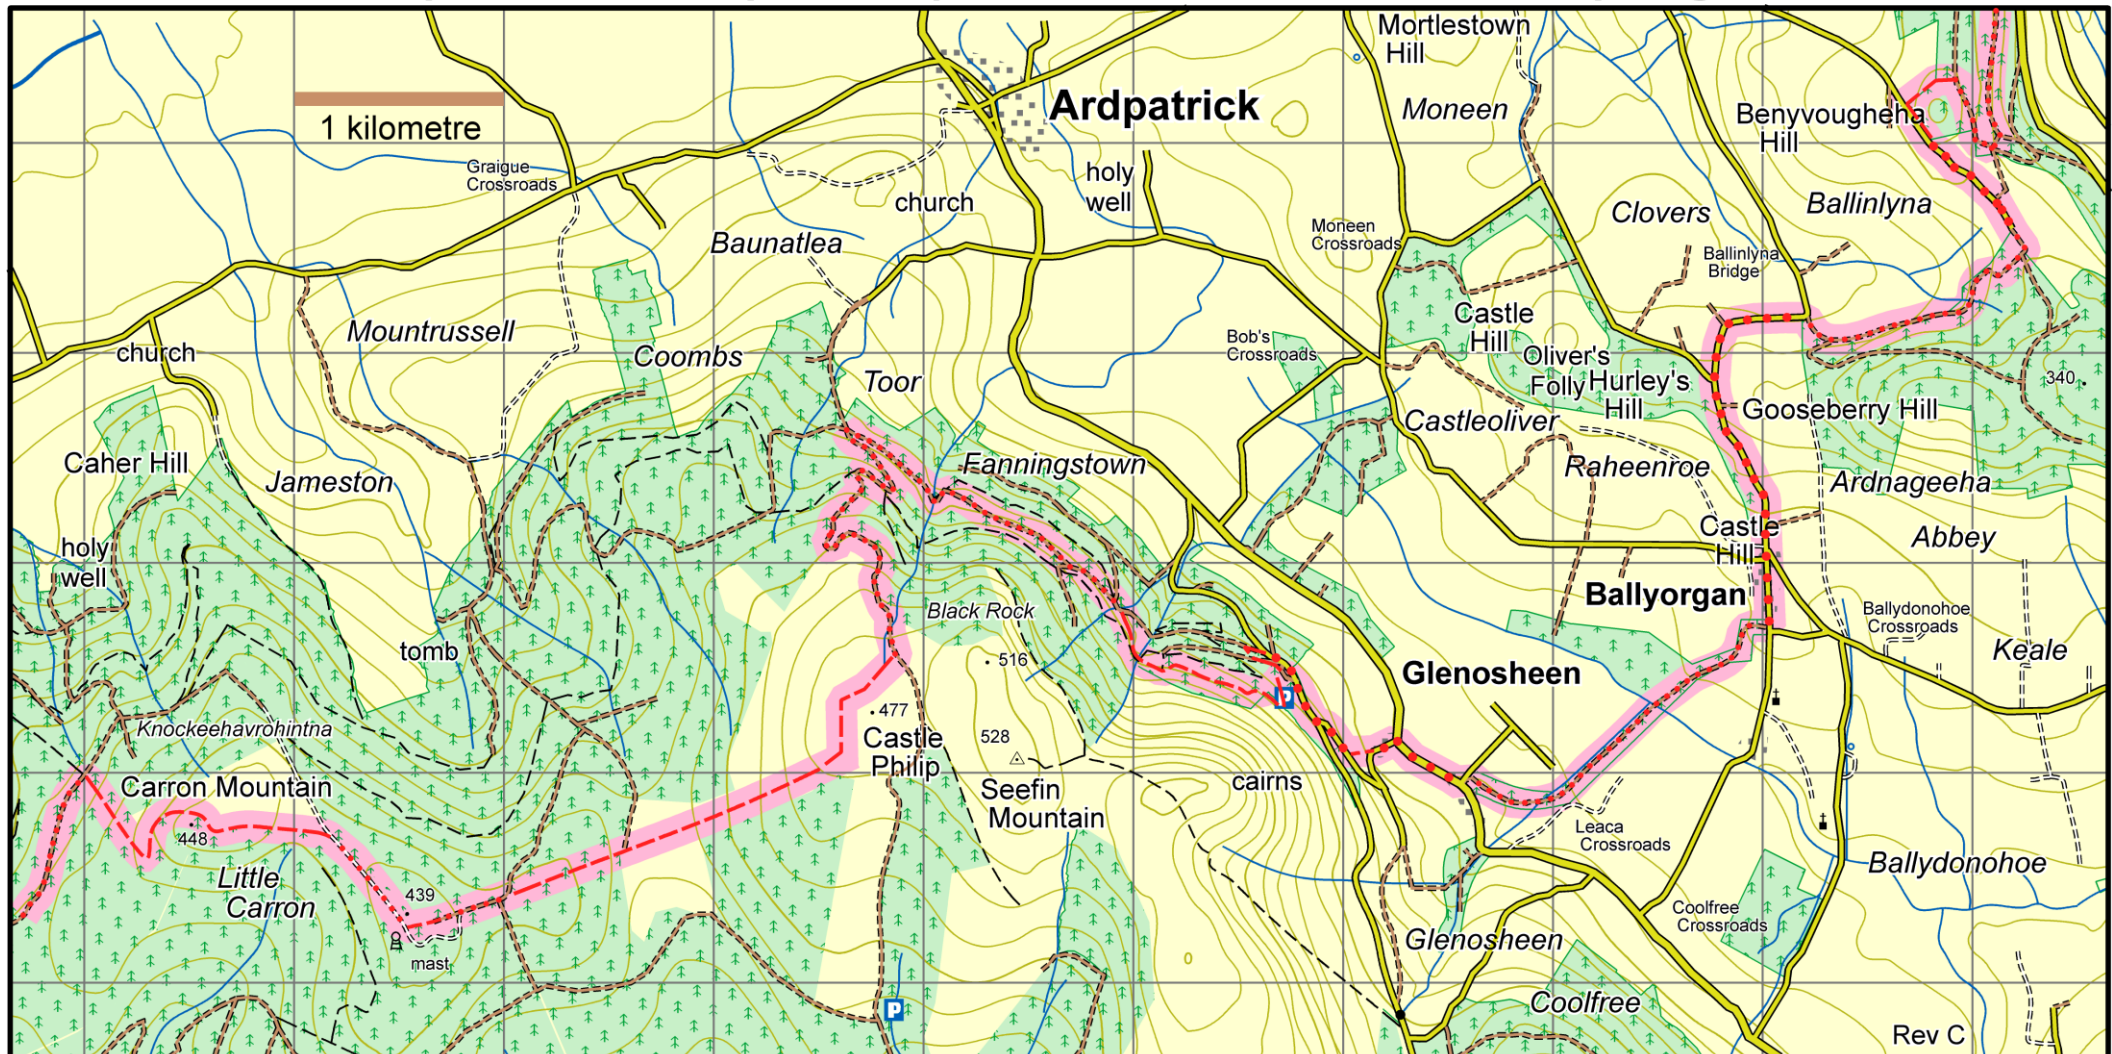 Mortlestown
Hill
Ardpatrick
Moneen
Benyvougheha
Hill
1 kilometre
Graigue
Crossroads
holy
well
church
Clovers
Ballinlyna
Moneen
Crossroads
Baunatlea
Ballinlyna
Bridge
Mountrussell
Castle
Hill
church
Coombs
Bob's
Crossroads
Oliver's
Folly
Hurley's
Hill
Toor
340
Gooseberry Hill
Castleoliver
Caher Hill
Fanningstown
Raheenroe
Jameston
Ardnageeha
Castle
Hill
Abbey
holy
well
Ballyorgan
Black Rock
Ballydonohoe
Crossroads
tomb
516
Keale
Glenosheen
P
477
Knockeehavrohintna
528
Castle
Philip
Carron Mountain
Seefin
Mountain
cairns
448
Leaca
Crossroads
Little
Carron
439
Ballydonohoe
Coolfree
Crossroads
Glenosheen
mast
P
Coolfree
Rev C